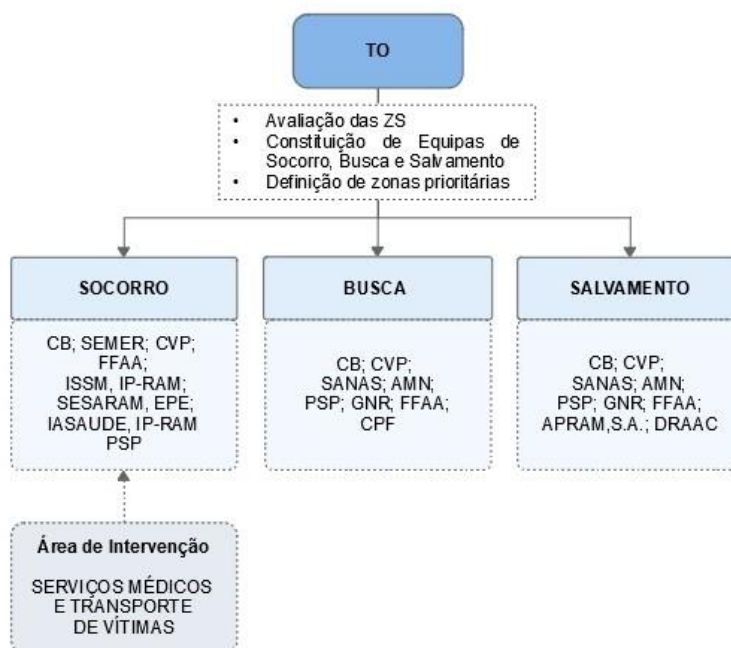 TO
• Avaliação das ZS
• Constituição de Equipas de
Socorro, Busca e Salvamento
• Definição de zonas prioritárias
SOCORRO
CB; SEMER; CVP;
FFAA;
ISSM, IP-RAM;
SESARAM, EPE;
IASAUDE, IP-RAM
PSP
BUSCA
CB; CVP;
SANAS; AMN;
PSP; GNR; FFAA;
CPF
SALVAMENTO
CB; CVP;
SANAS; AMN;
PSP; GNR; FFAA;
APRAM,S.A.; DRAAC
Área de Intervenção
SERVIÇOS MÉDICOS
E TRANSPORTE
DE VÍTIMAS